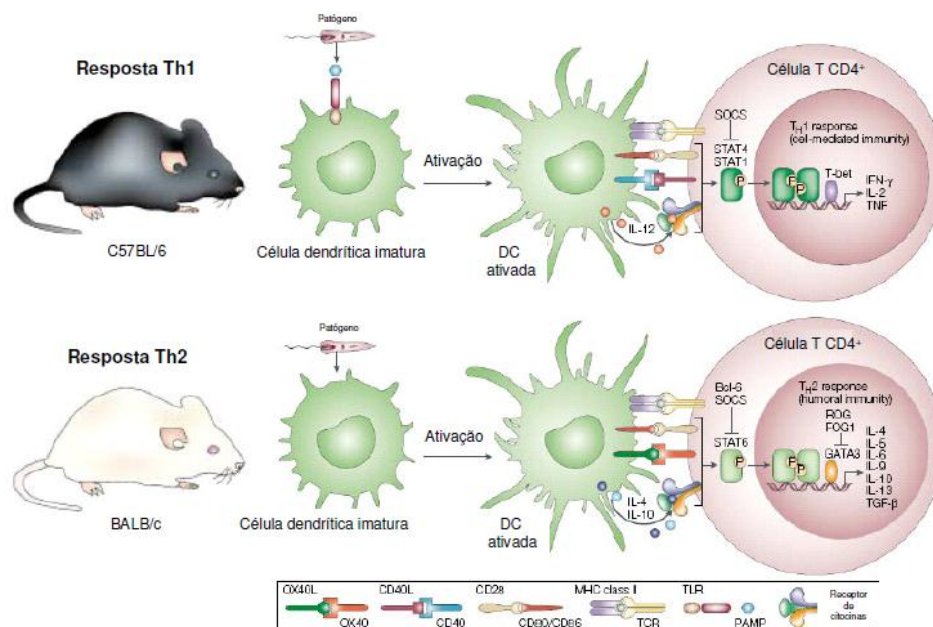 Patógeno
Resposta Th1
C57BL/6
Célula dendrítica imatura
Ativação
DC
ativada
IL-12
Célula T CD4+
SOCS
STAT4
STAT1
P
TH1 response
(cell-mediated immunity)
P
P
T-bet
IFN-γ
IL-2
TNF
Patógeno
Resposta Th2
BALB/c
Célula dendrítica imatura
Ativação
DC
ativada
IL-4
IL-10
Célula T CD4+
Bcl-6
SOCS
STAT6
P
TH2 response
(humoral immunity)
ROG
FOG1
GATA3
P
P
IL-4
IL-5
IL-6
IL-9
IL-10
IL-13
TGF-β
OX40L
OX40
CD40L
CD40
CD28
CD80/CD86
MHC class II
TCR
TLR
PAMP
Receptor
de
citocinas